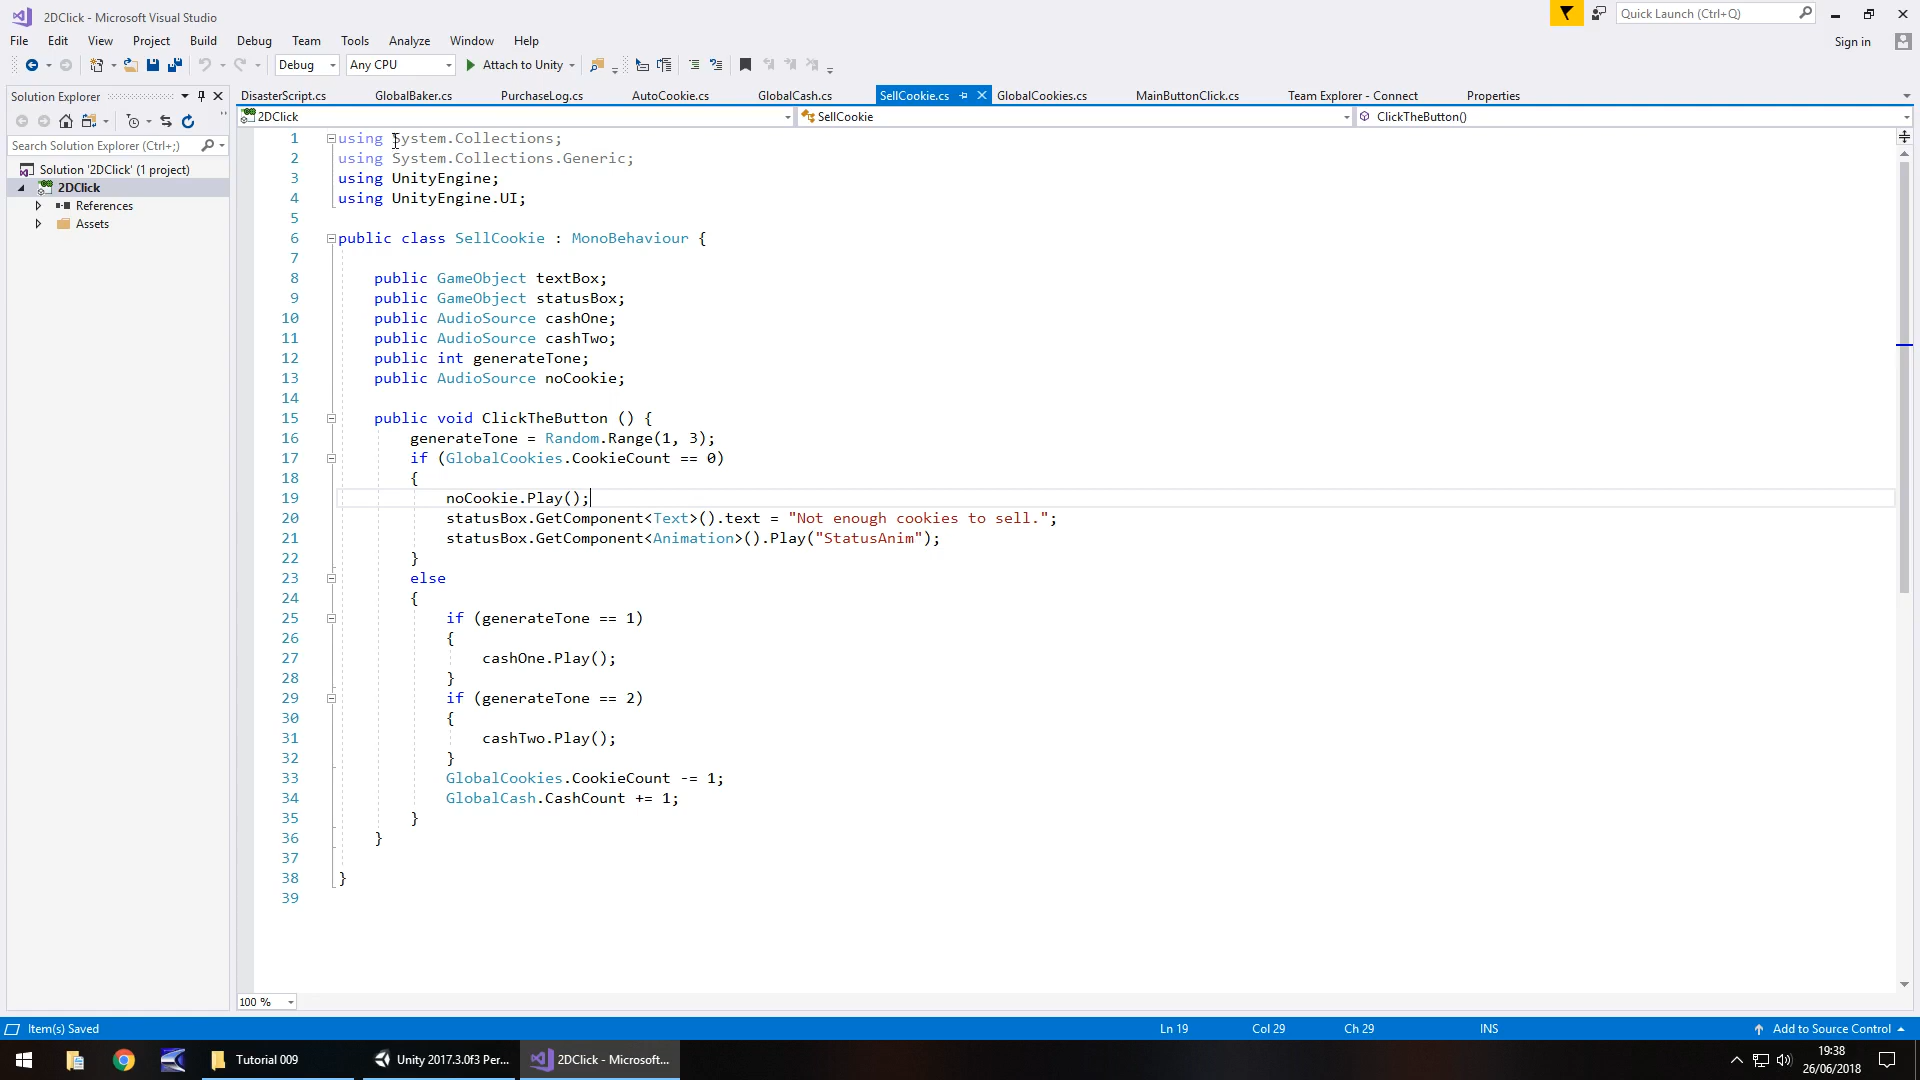 2DClick - Microsoft Visual Studio
Quick Launch (Ctrl+Q)
File Edit View Project Build Debug Team Tools Analyze Window Help
Sign in
Debug Any CPU Attach to Unity
Solution Explorer
DisasterScript.cs GlobalBaker.cs PurchaseLog.cs AutoCookie.cs GlobalCash.cs SellCookie.cs GlobalCookies.cs MainButtonClick.cs Team Explorer - Connect Properties
2DClick SellCookie ClickTheButton()
Search Solution Explorer (Ctrl+;)
Solution '2DClick' (1 project)
2DClick
References
Assets
1 using System.Collections;
2 using System.Collections.Generic;
3 using UnityEngine;
4 using UnityEngine.UI;
5
6 public class SellCookie : MonoBehaviour {
7
8 public GameObject textBox;
9 public GameObject statusBox;
10 public AudioSource cashOne;
11 public AudioSource cashTwo;
12 public int generateTone;
13 public AudioSource noCookie;
14
15 public void ClickTheButton () {
16 generateTone = Random.Range(1, 3);
17 if (GlobalCookies.CookieCount == 0)
18 {
19 noCookie.Play();
20 statusBox.GetComponent<Text>().text = "Not enough cookies to sell.";
21 statusBox.GetComponent<Animation>().Play("StatusAnim");
22 }
23 else
24 {
25 if (generateTone == 1)
26 {
27 cashOne.Play();
28 }
29 if (generateTone == 2)
30 {
31 cashTwo.Play();
32 }
33 GlobalCookies.CookieCount -= 1;
34 GlobalCash.CashCount += 1;
35 }
36 }
37
38 }
39
100 %
Item(s) Saved Ln 19 Col 29 Ch 29 INS Add to Source Control
Tutorial 009 Unity 2017.3.0f3 Per... 2DClick - Microsoft...
19:38
26/06/2018